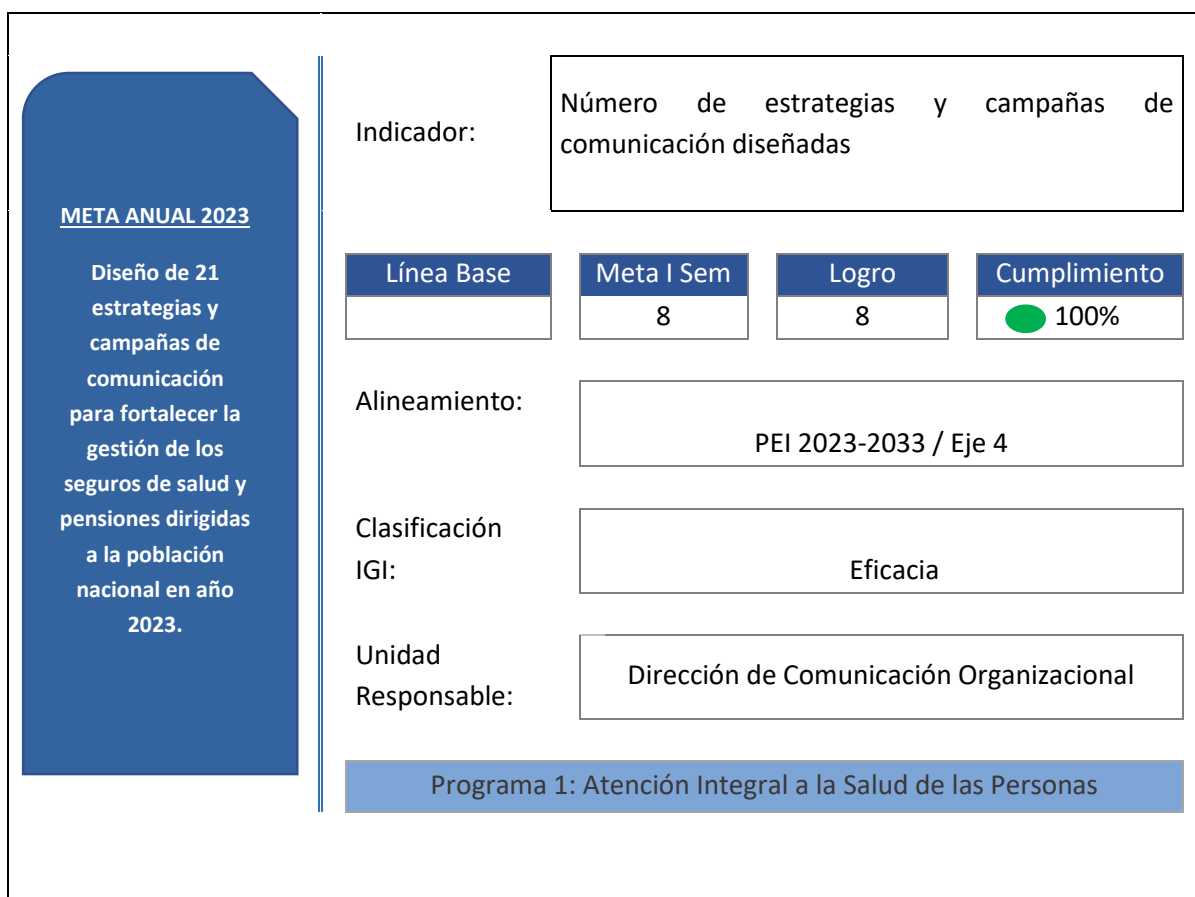 META ANUAL 2023
Diseño de 21
estrategias y
campañas de
comunicación
para fortalecer la
gestión de los
seguros de salud y
pensiones dirigidas
a la población
nacional en año
2023.
Indicador:
Número de estrategias y campañas de
comunicación diseñadas
Línea Base Meta I Sem Logro Cumplimiento
8 8 100%
Alineamiento:
PEI 2023-2033 / Eje 4
Clasificación
IGI:
Eficacia
Unidad
Responsable:
Dirección de Comunicación Organizacional
Programa 1: Atención Integral a la Salud de las Personas